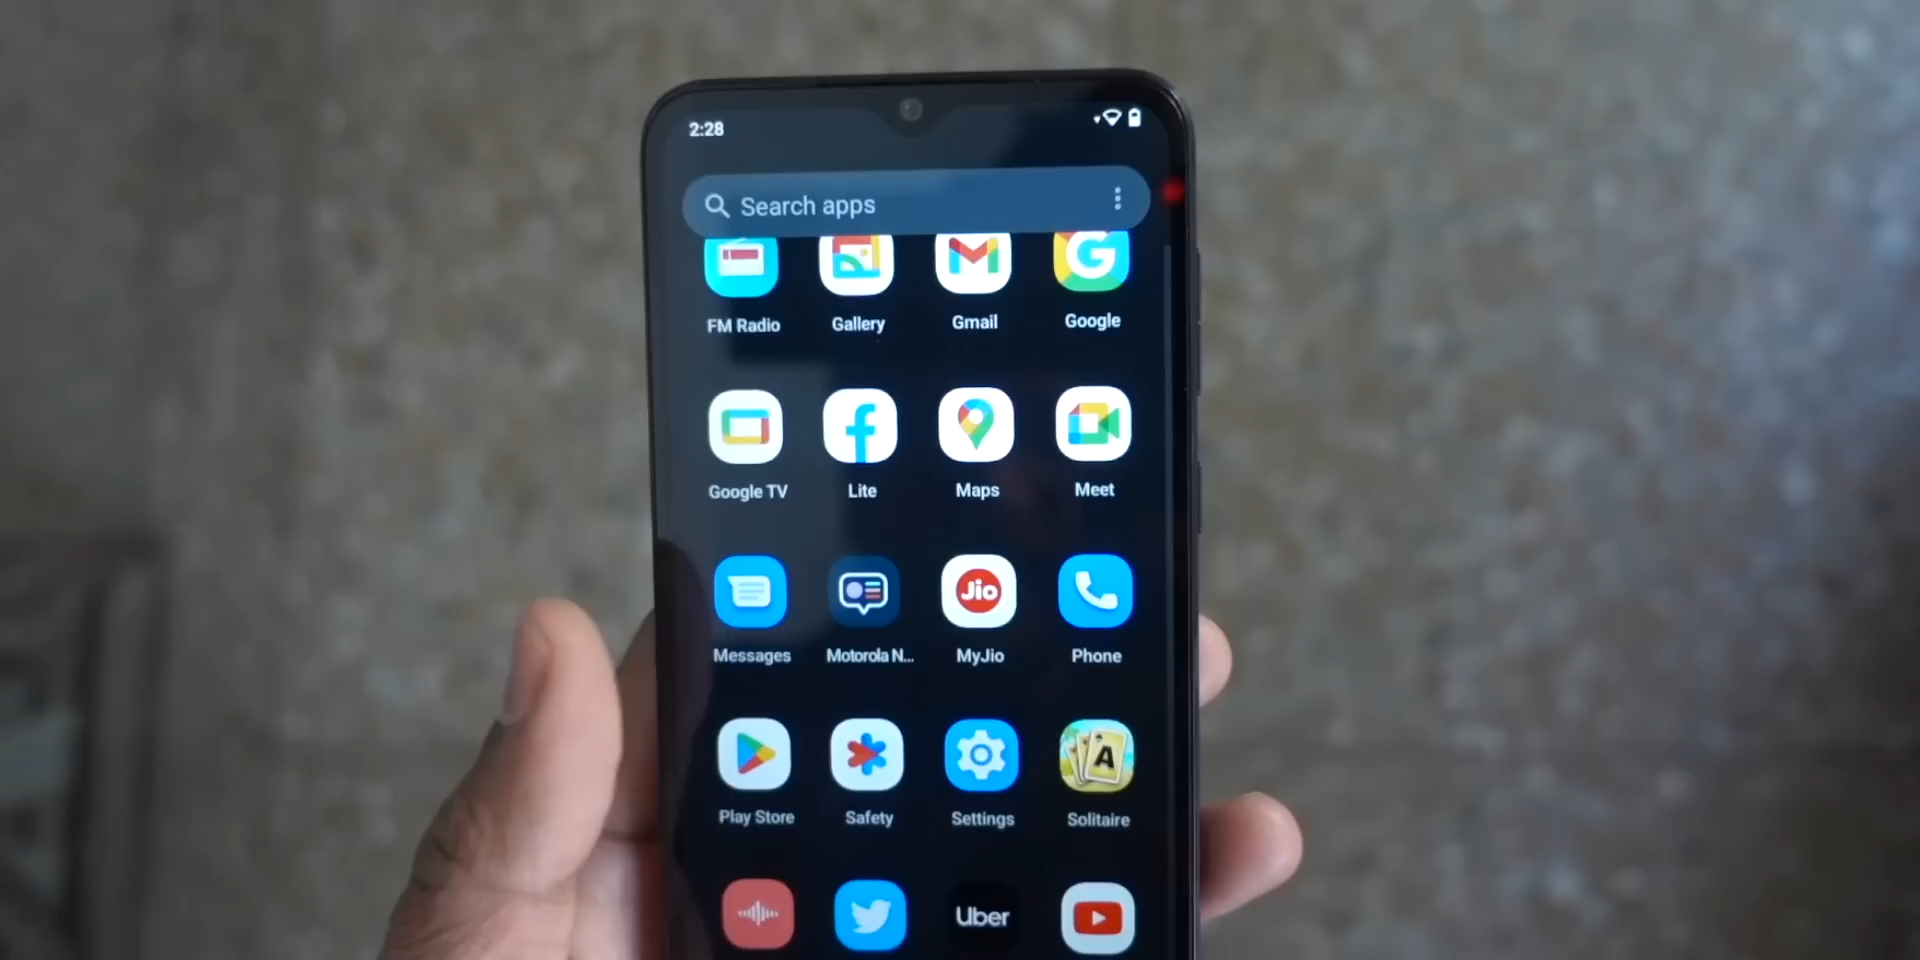 2:28
Search apps
FM Radio Gallery Gmail Google
Google TV Lite Maps Meet
Jio
Messages Motorola N... MyJio Phone
A
Play Store Safety Settings Solitaire
Uber